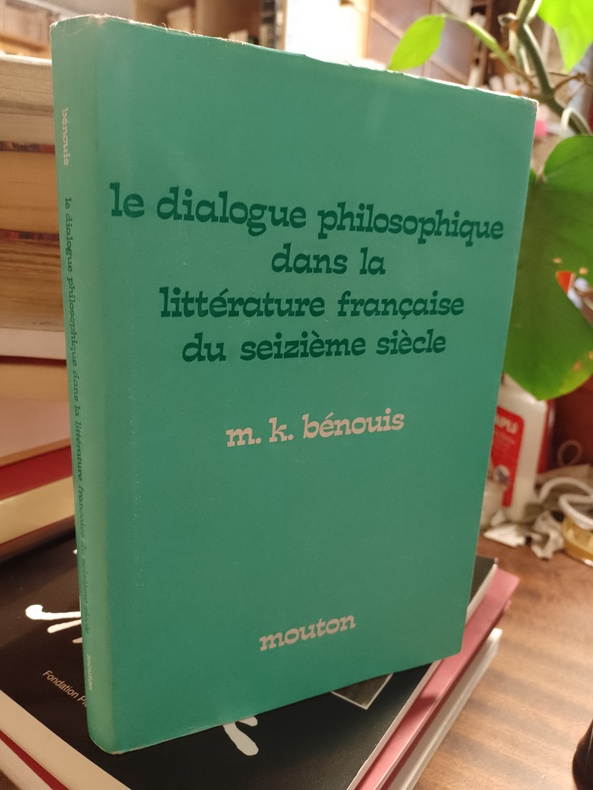 le dialogue philosophique
dans la
littérature française
du seizième siècle
m. k. bénouis
mouton
bénouis
le dialogue philosophique dans la littérature française du seizième siècle
mouton
Fondation